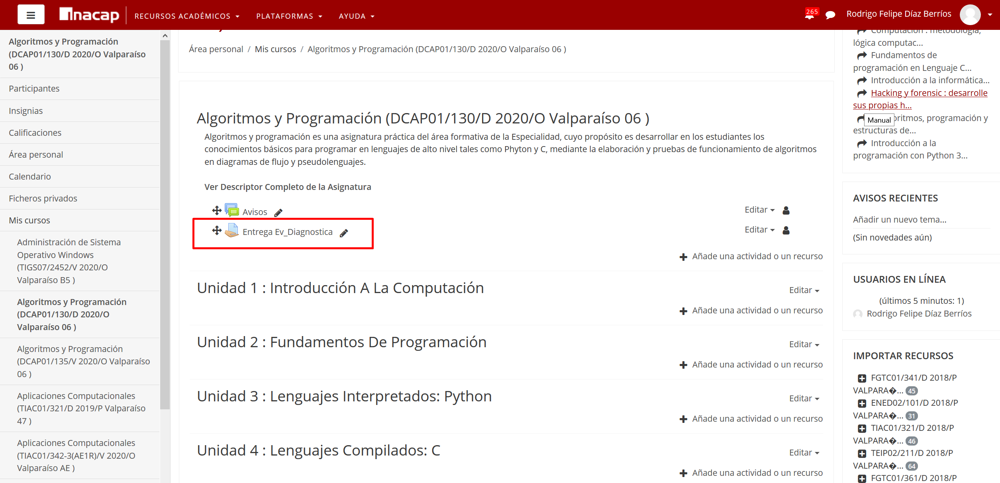 Inacap
RECURSOS ACADÉMICOS
PLATAFORMAS
AYUDA
265
Rodrigo Felipe Díaz Berríos
Algoritmos y Programación
(DCAP01/130/D 2020/O Valparaíso
06 )
Participantes
Insignias
Calificaciones
Área personal
Calendario
Ficheros privados
Mis cursos
Administración de Sistema
Operativo Windows
(TIGS07/2452/V 2020/O
Valparaíso B5 )
Algoritmos y Programación
(DCAP01/130/D 2020/O
Valparaíso 06 )
Algoritmos y Programación
(DCAP01/135/V 2020/O Valparaíso
06 )
Aplicaciones Computacionales
(TIAC01/321/D 2019/P Valparaíso
47 )
Aplicaciones Computacionales
(TIAC01/342-3(AE1R)/V 2020/O
Valparaíso AE )
Área personal / Mis cursos / Algoritmos y Programación (DCAP01/130/D 2020/O Valparaíso 06 )
Algoritmos y Programación (DCAP01/130/D 2020/O Valparaíso 06 )
Algoritmos y programación es una asignatura práctica del área formativa de la Especialidad, cuyo propósito es desarrollar en los estudiantes los
conocimientos básicos para programar en lenguajes de alto nivel tales como Phyton y C, mediante la elaboración y pruebas de funcionamiento de algoritmos
en diagramas de flujo y pseudolenguajes.
Ver Descriptor Completo de la Asignatura
Avisos
Editar
Entrega Ev_Diagnostica
Editar
Añade una actividad o un recurso
Unidad 1 : Introducción A La Computación
Editar
Añade una actividad o un recurso
Unidad 2 : Fundamentos De Programación
Editar
Añade una actividad o un recurso
Unidad 3 : Lenguajes Interpretados: Python
Editar
Añade una actividad o un recurso
Unidad 4 : Lenguajes Compilados: C
Editar
Añade una actividad o un recurso
Computación : metodología,
lógica computac...
Fundamentos de
programación en Lenguaje C...
Introducción a la informática...
Hacking y forensic : desarrolle
sus propias h...
Manual
oritmos, programación y
estructuras de...
Introducción a la
programación con Python 3...
AVISOS RECIENTES
Añadir un nuevo tema...
(Sin novedades aún)
USUARIOS EN LÍNEA
(últimos 5 minutos: 1)
Rodrigo Felipe Díaz Berríos
IMPORTAR RECURSOS
FGTC01/341/D 2018/P
VALPARA�... 45
ENED02/101/D 2018/P
VALPARA�... 31
TIAC01/321/D 2018/P
VALPARA�... 46
TEIP02/211/D 2018/P
VALPARA�... 64
FGTC01/361/D 2018/P